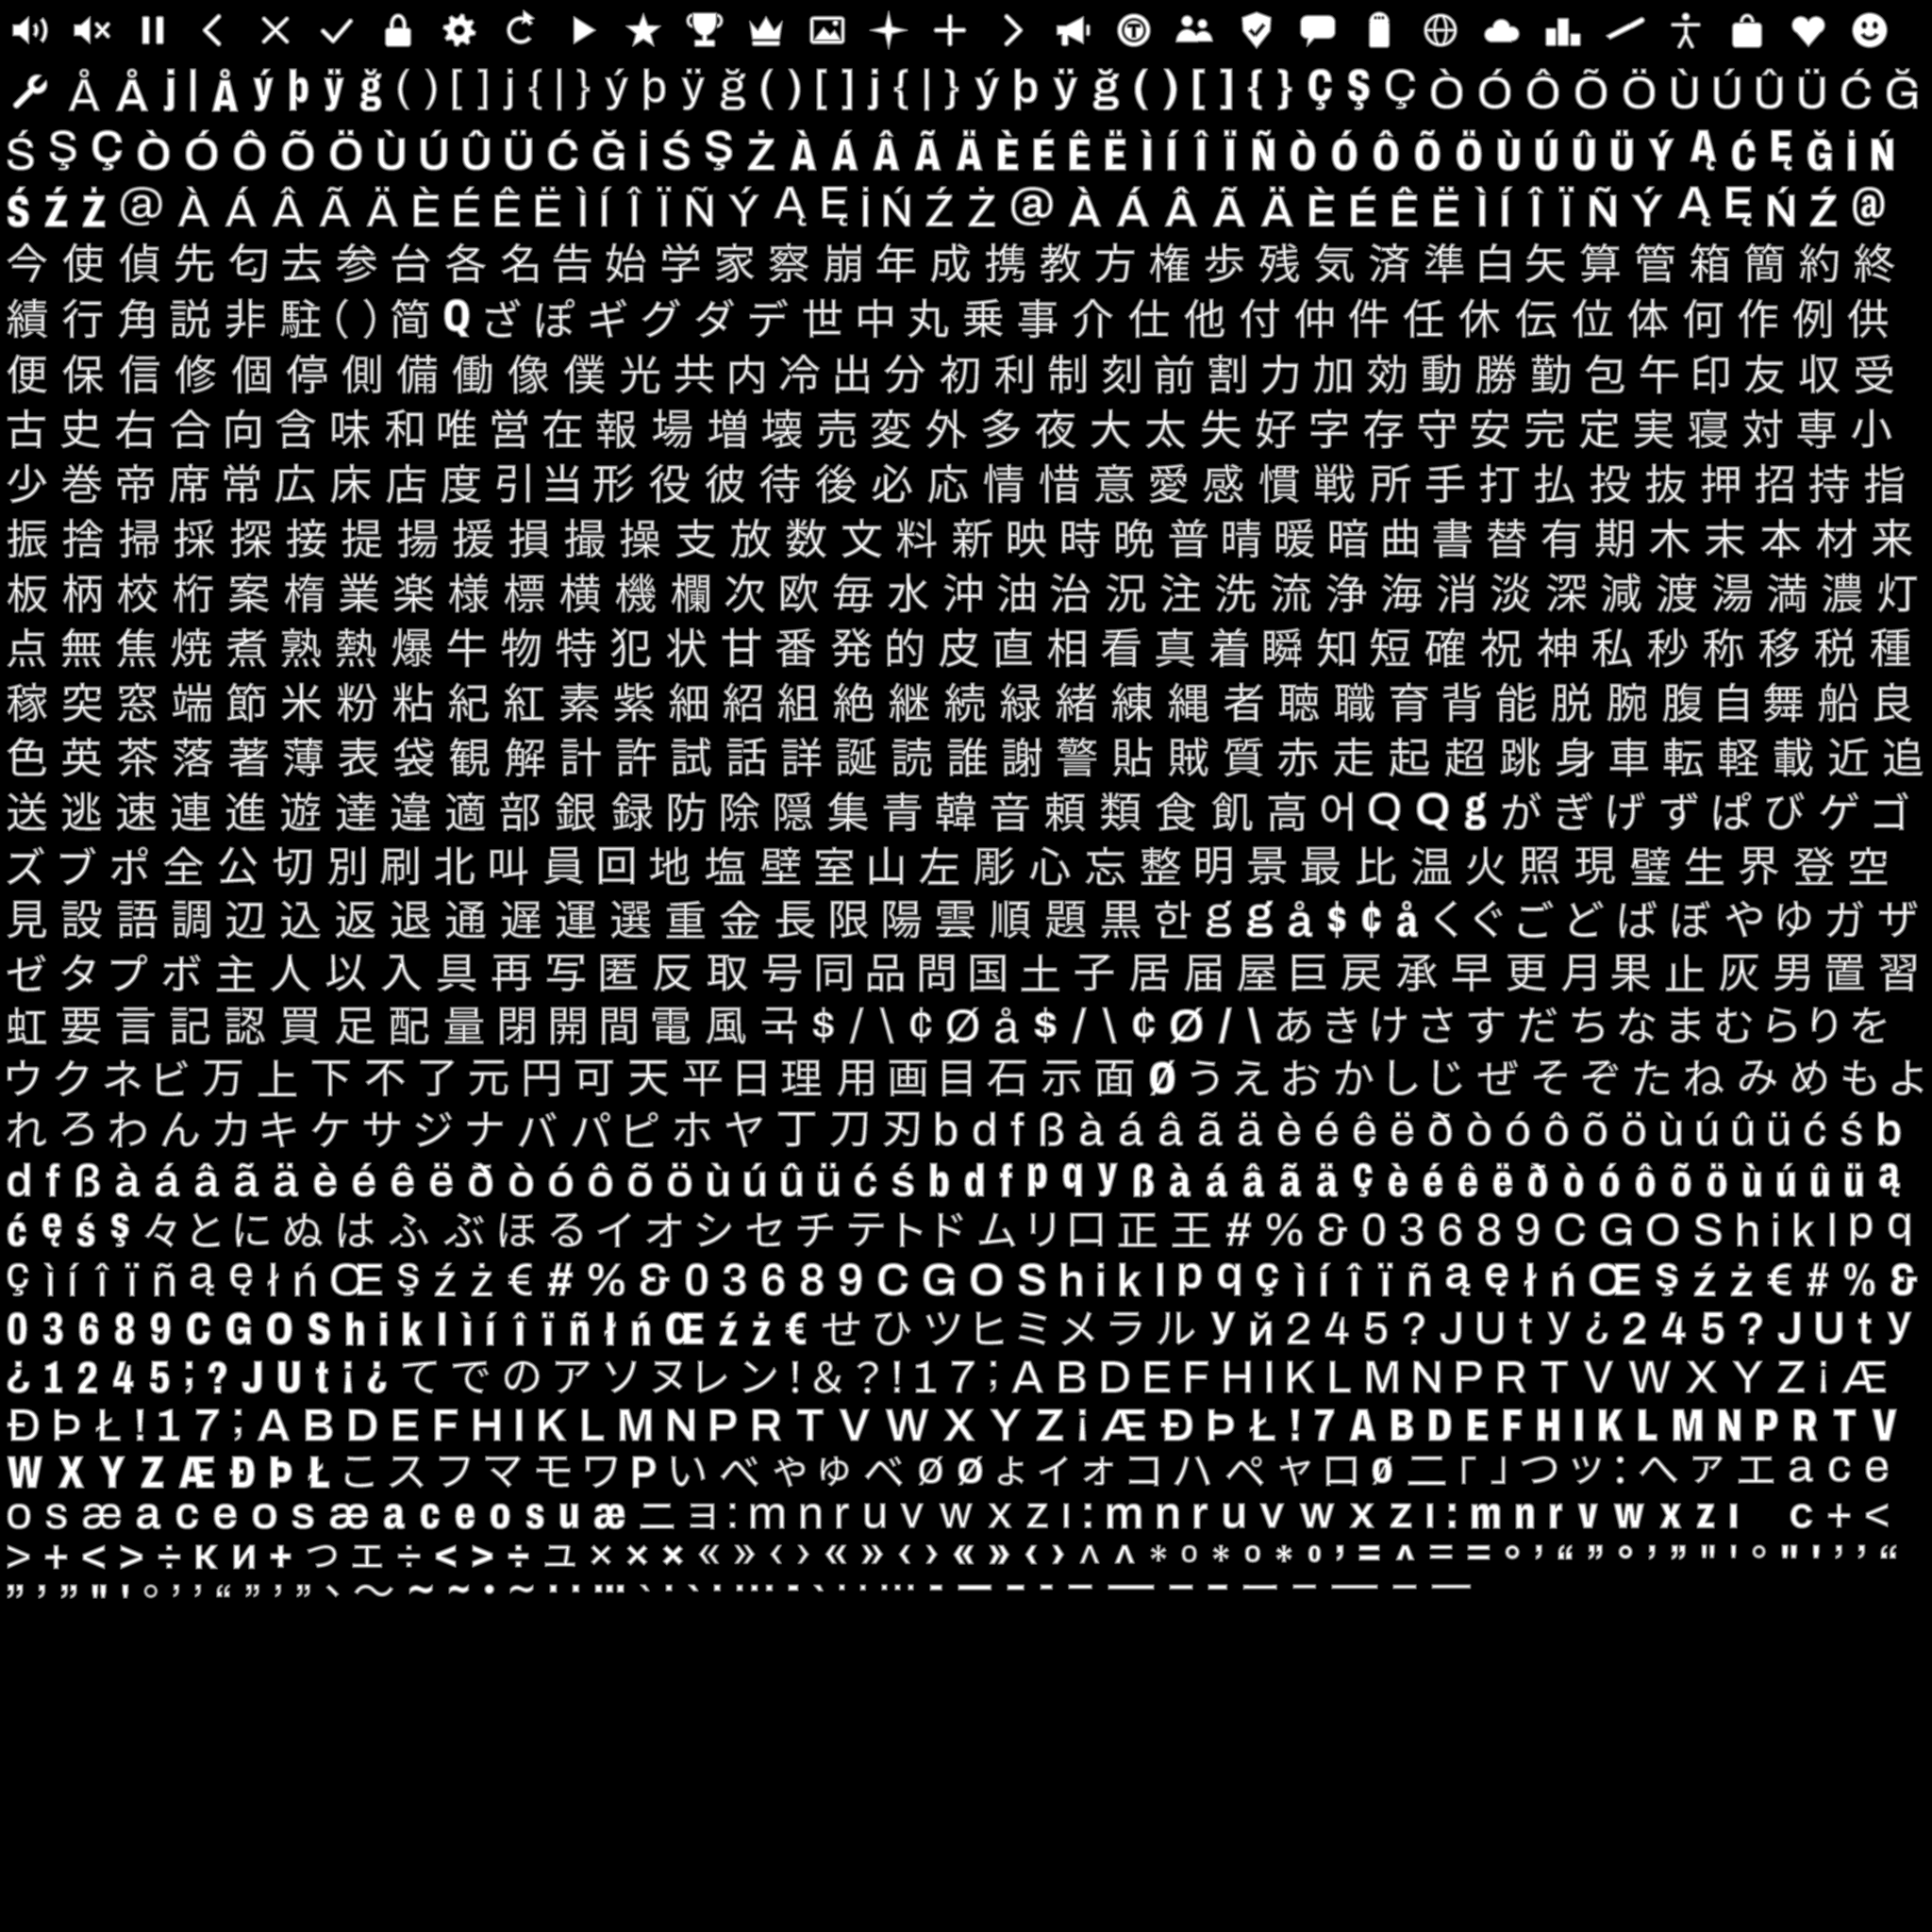 Å Å j | Å ý þ ÿ ğ ( ) [ ] j { | } ý þ ÿ ğ ( ) [ ] j { | } ý þ ÿ ğ ( ) [ ] { } Ç Ş Ç Ò Ó Ô Õ Ö Ù Ú Û Ü Ć Ğ
Ś Ş Ç Ò Ó Ô Õ Ö Ù Ú Û Ü Ć Ğ İ Ś Ş Ż À Á Â Ã Ä È É Ê Ë Ì Í Î Ï Ñ Ò Ó Ô Õ Ö Ù Ú Û Ü Ý Ą Ć Ę Ğ İ Ń
Ś Ź Ż @ À Á Â Ã Ä È É Ê Ë Ì Í Î Ï Ñ Ý Ą Ę İ Ń Ź Ż @ À Á Â Ã Ä È É Ê Ë Ì Í Î Ï Ñ Ý Ą Ę Ń Ź @
今 使 偵 先 匂 去 参 台 各 名 告 始 学 家 察 崩 年 成 携 教 方 権 歩 残 気 済 準 白 矢 算 管 箱 簡 約 終
績 行 角 説 非 駐 ( ) 简 Q ざ ぽ ギ グ ダ デ 世 中 丸 乗 事 介 仕 他 付 仲 件 任 休 伝 位 体 何 作 例 供
便 保 信 修 個 停 側 備 働 像 僕 光 共 内 冷 出 分 初 利 制 刻 前 割 力 加 効 動 勝 勤 包 午 印 友 収 受
古 史 右 合 向 含 味 和 唯 営 在 報 場 増 壊 売 変 外 多 夜 大 太 失 好 字 存 守 安 完 定 実 寝 対 専 小
少 巻 帝 席 常 広 床 店 度 引 当 形 役 彼 待 後 必 応 情 惜 意 愛 感 慣 戦 所 手 打 払 投 抜 押 招 持 指
振 捨 掃 採 探 接 提 揚 援 損 撮 操 支 放 数 文 料 新 映 時 晩 普 晴 暖 暗 曲 書 替 有 期 木 末 本 材 来
板 柄 校 桁 案 楕 業 楽 様 標 横 機 欄 次 欧 毎 水 沖 油 治 況 注 洗 流 浄 海 消 淡 深 減 渡 湯 満 濃 灯
点 無 焦 焼 煮 熟 熱 爆 牛 物 特 犯 状 甘 番 発 的 皮 直 相 看 真 着 瞬 知 短 確 祝 神 私 秒 称 移 税 種
稼 突 窓 端 節 米 粉 粘 紀 紅 素 紫 細 紹 組 絶 継 続 緑 緒 練 縄 者 聴 職 育 背 能 脱 腕 腹 自 舞 船 良
色 英 茶 落 著 薄 表 袋 観 解 計 許 試 話 詳 誕 読 誰 謝 警 貼 賊 質 赤 走 起 超 跳 身 車 転 軽 載 近 追
送 逃 速 連 進 遊 達 違 適 部 銀 録 防 除 隠 集 青 韓 音 頼 類 食 飢 高 어 Q Q g が ぎ げ ず ぱ び ゲ ゴ
ズ ブ ポ 全 公 切 別 刷 北 叫 員 回 地 塩 壁 室 山 左 彫 心 忘 整 明 景 最 比 温 火 照 現 璧 生 界 登 空
見 設 語 調 辺 込 返 退 通 遅 運 選 重 金 長 限 陽 雲 順 題 黒 한 g g å $ ¢ å く ぐ ご ど ば ぼ や ゆ ガ ザ
ゼ タ プ ボ 主 人 以 入 具 再 写 匿 反 取 号 同 品 問 国 土 子 居 届 屋 巨 戻 承 早 更 月 果 止 灰 男 置 習
虹 要 言 記 認 買 足 配 量 閉 開 間 電 風 국 $ / \ ¢ Ø å $ / \ ¢ Ø / \ あ き け さ す だ ち な ま む ら り を
ウ ク ネ ビ 万 上 下 不 了 元 円 可 天 平 日 理 用 画 目 石 示 面 Ø う え お か し じ ぜ そ ぞ た ね み め も よ
れ ろ わ ん カ キ ケ サ ジ ナ バ パ ピ ホ ヤ 丁 刀 刃 b d f ß à á â ã ä è é ê ë ð ò ó ô õ ö ù ú û ü ć ś b
d f ß à á â ã ä è é ê ë ð ò ó ô õ ö ù ú û ü ć ś b d f p q y ß à á â ã ä ç è é ê ë ð ò ó ô õ ö ù ú û ü ą
ć ę ś ş 々 と に ぬ は ふ ぶ ほ る イ オ シ セ チ テ ト ド ム リ 口 正 王 # % & 0 3 6 8 9 C G O S h i k l p q
ç ì í î ï ñ ą ę ł ń Œ ş ź ż € # % & 0 3 6 8 9 C G O S h i k l p q ç ì í î ï ñ ą ę ł ń Œ ş ź ż € # % &
0 3 6 8 9 C G O S h i k l ì í î ï ñ ł ń Œ ź ż € せ ひ ツ ヒ ミ メ ラ ル У й 2 4 5 ? J U t y ¿ 2 4 5 ? J U t y
¿ 1 2 4 5 ; ? J U t ¡ ¿ て で の ア ソ ヌ レ ン ! & ? ! 1 7 ; A B D E F H I K L M N P R T V W X Y Z ¡ Æ
Ð Þ Ł ! 1 7 ; A B D E F H I K L M N P R T V W X Y Z ¡ Æ Ð Þ Ł ! 7 A B D E F H I K L M N P R T V
W X Y Z Æ Ð Þ Ł こ ス フ マ モ ワ Р い べ ゃ ゅ ベ ø ø ょ ィ ォ コ ハ ペ ャ ロ ø 二 「 」 つ ッ : へ ァ エ a c e
o s æ a c e o s æ a c e o s u æ ニ ョ : m n r u v w x z ı : m n r u v w x z ı : m n r v w x z ı с + <
> + < > ÷ к и + っ ェ ÷ < > ÷ ュ × × × « » ‹ › « » ‹ › « » ‹ › ^ ^ * º * º * º ’ = ^ = = ° ’ “ ” ° ’ ” " ' ° " ' ’ ’ “
” ’ ” " ' ° ’ ’ “ ” ’ ” 、 ～ ~ ~ • ~ · · … ` · ` · … - ` · · … - — - - – — – - — – — – —